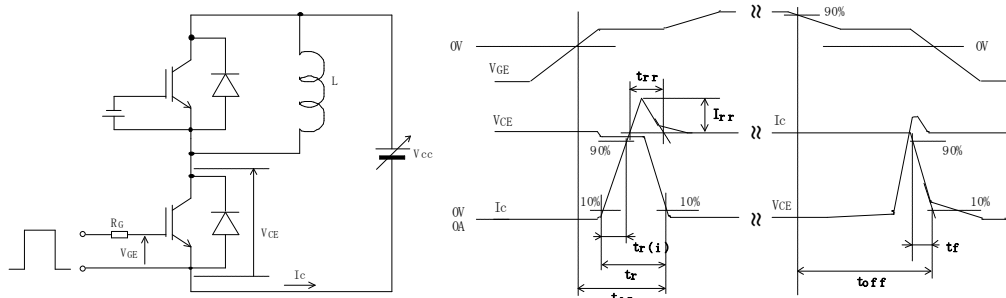 L
Vcc
RG
VGE
VCE
Ic
0V
VGE
trr
Irr
VCE
90%
10%
10%
0V
0A
Ic
tr(i)
tr
90%
0V
Ic
90%
VCE
10%
tf
toff